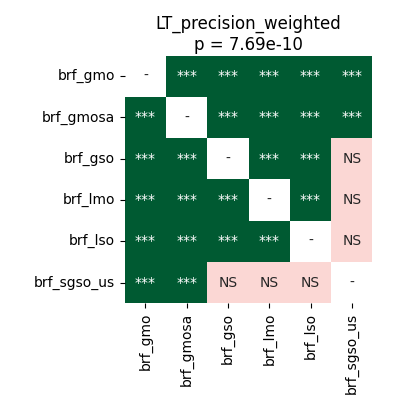 LT_precision_weighted
p = 7.69e-10
brf_gmo - *** *** *** *** ***
brf_gmosa *** - *** *** *** ***
brf_gso *** *** - *** *** NS
brf_lmo *** *** *** - *** NS
brf_lso *** *** *** *** - NS
brf_sgso_us *** *** NS NS NS -
brf_gmo brf_gmosa brf_gso brf_lmo brf_lso brf_sgso_us